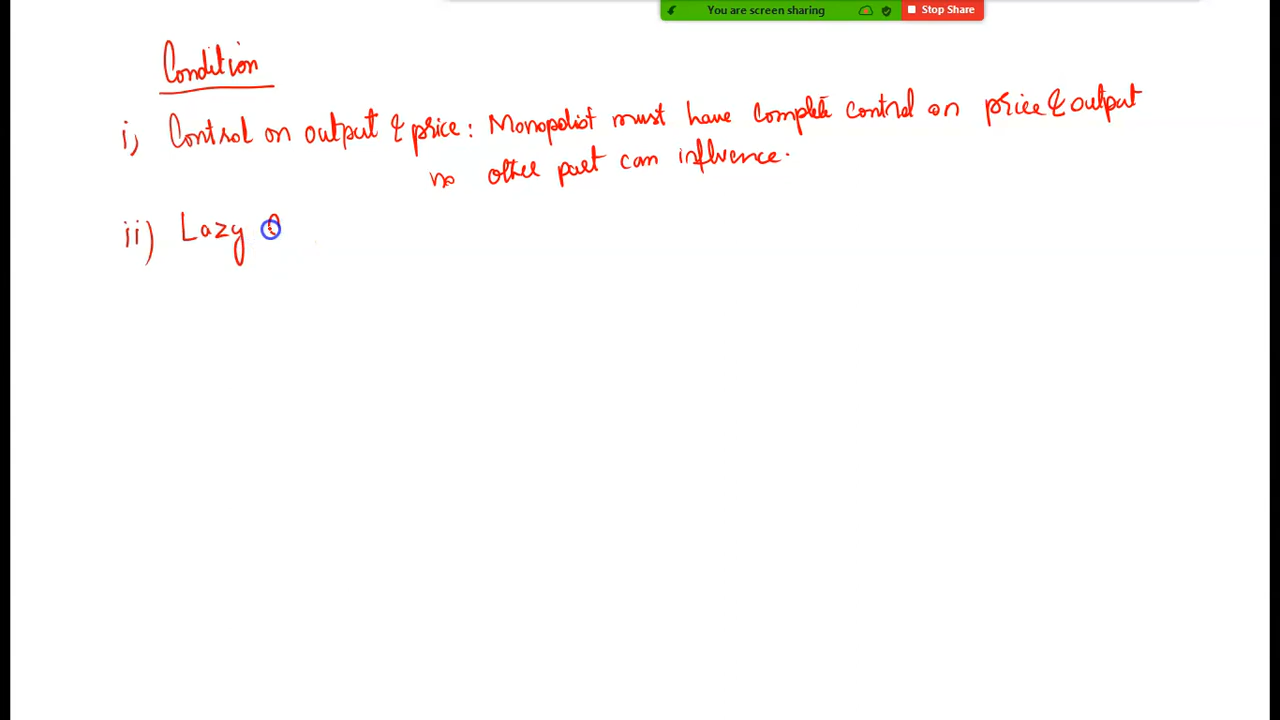 You are screen sharing
Stop Share
Condition
i, Control on output & price: Monopolist must have complete control on price & output
no other part can influence.
ii) Lazy